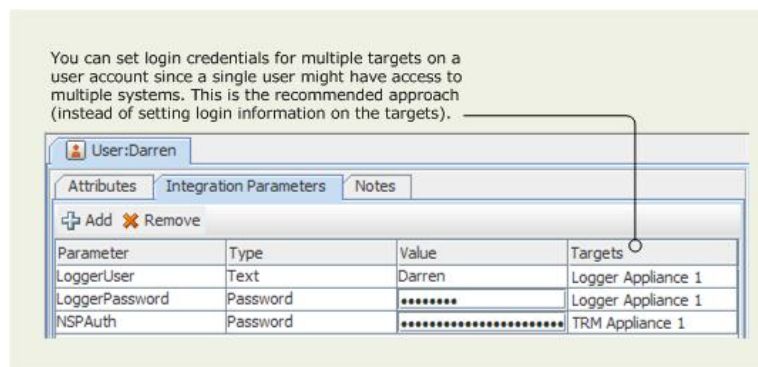 You can set login credentials for multiple targets on a
user account since a single user might have access to
multiple systems. This is the recommended approach
(instead of setting login information on the targets).
User:Darren
Attributes Integration Parameters Notes
Add Remove
Parameter Type Value Targets
LoggerUser Text Darren Logger Appliance 1
LoggerPassword Password •••••••• Logger Appliance 1
NSPAuth Password •••••••••••••••••••••••• TRM Appliance 1